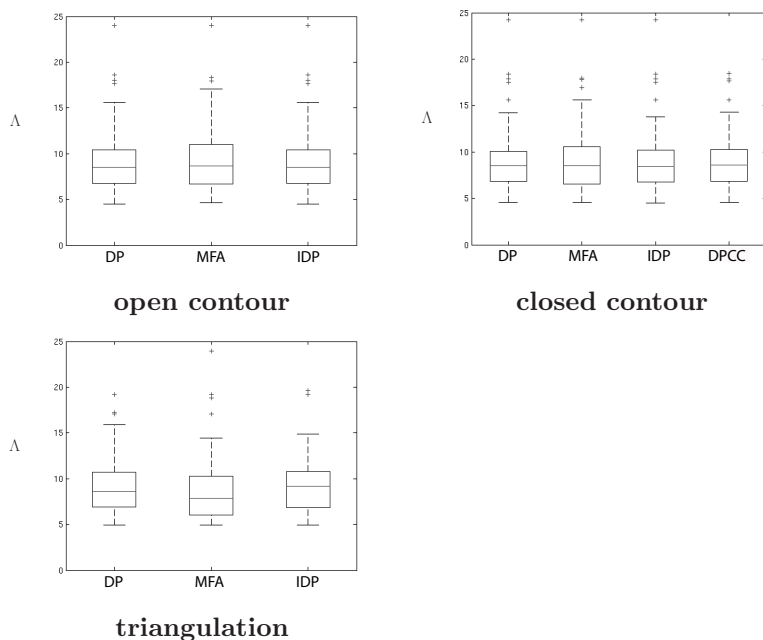 25
20
15
10
5
0
Λ
DP MFA IDP
open contour
25
20
15
10
5
0
Λ
DP MFA IDP DPCC
closed contour
25
20
15
10
5
0
Λ
DP MFA IDP
triangulation